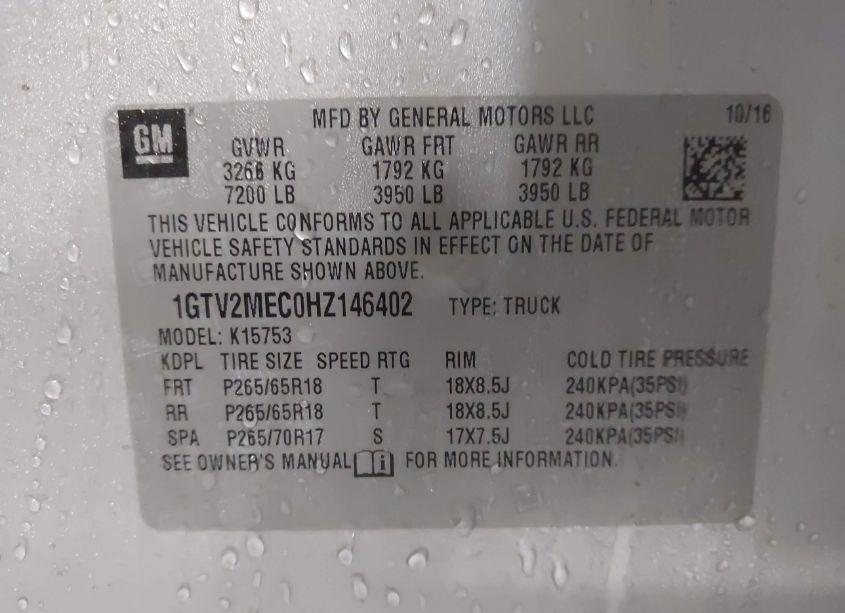 GM
MFD BY GENERAL MOTORS LLC 10/16
GVWR GAWR FRT GAWR RR
3266 KG 1792 KG 1792 KG
7200 LB 3950 LB 3950 LB
THIS VEHICLE CONFORMS TO ALL APPLICABLE U.S. FEDERAL MOTOR
VEHICLE SAFETY STANDARDS IN EFFECT ON THE DATE OF
MANUFACTURE SHOWN ABOVE.
1GTV2MEC0HZ146402 TYPE: TRUCK
MODEL: K15753
KDPL TIRE SIZE SPEED RTG RIM COLD TIRE PRESSURE
FRT P265/65R18 T 18X8.5J 240KPA(35PSI)
RR P265/65R18 T 18X8.5J 240KPA(35PSI)
SPA P265/70R17 S 17X7.5J 240KPA(35PSI)
SEE OWNER'S MANUAL FOR MORE INFORMATION.